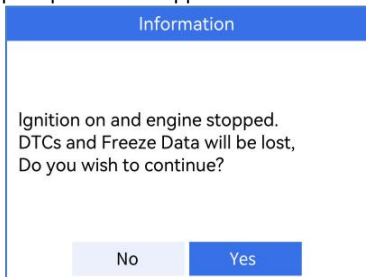 Information
Ignition on and engine stopped.
DTCs and Freeze Data will be lost,
Do you wish to continue?
No
Yes